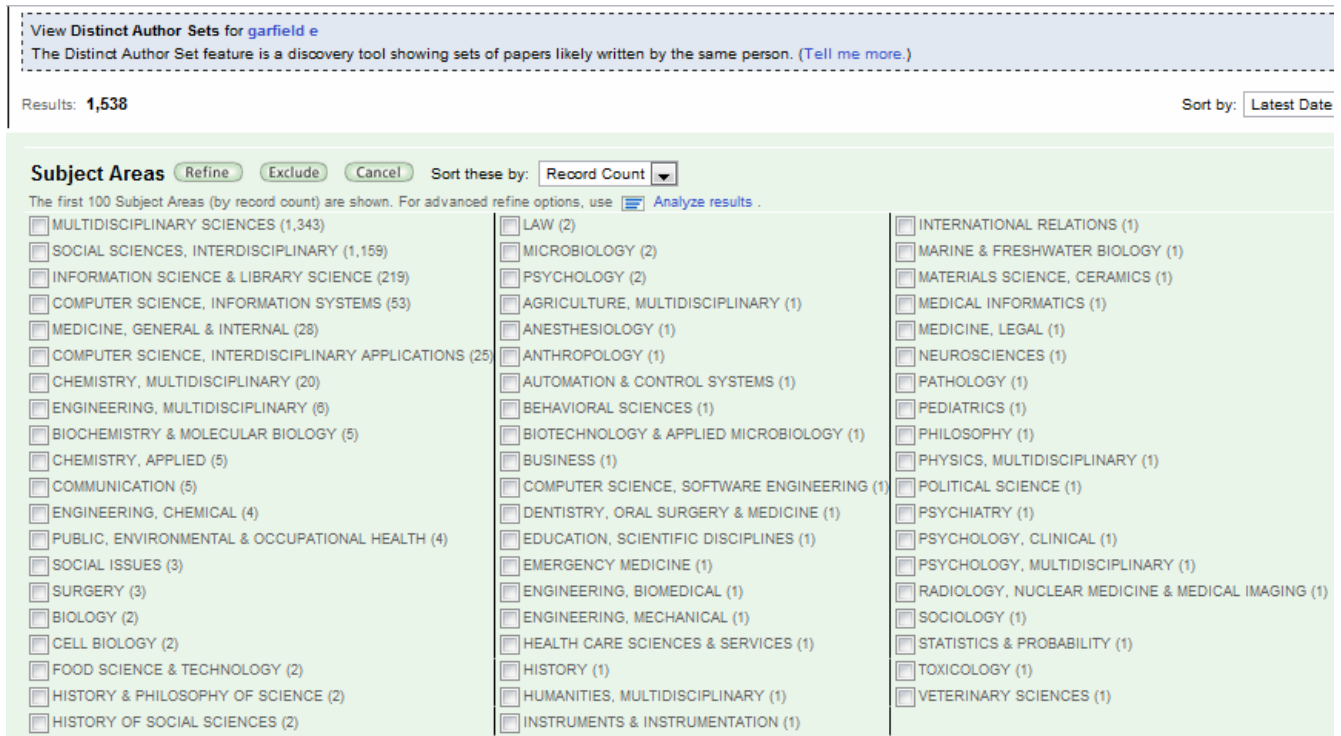 View Distinct Author Sets for garfield e
The Distinct Author Set feature is a discovery tool showing sets of papers likely written by the same person. (Tell me more.)
Results: 1,538
Sort by: Latest Date
Subject Areas Refine Exclude Cancel Sort these by: Record Count
The first 100 Subject Areas (by record count) are shown. For advanced refine options, use Analyze results .
MULTIDISCIPLINARY SCIENCES (1,343)
SOCIAL SCIENCES, INTERDISCIPLINARY (1,159)
INFORMATION SCIENCE & LIBRARY SCIENCE (219)
COMPUTER SCIENCE, INFORMATION SYSTEMS (53)
MEDICINE, GENERAL & INTERNAL (28)
COMPUTER SCIENCE, INTERDISCIPLINARY APPLICATIONS (25)
CHEMISTRY, MULTIDISCIPLINARY (20)
ENGINEERING, MULTIDISCIPLINARY (6)
BIOCHEMISTRY & MOLECULAR BIOLOGY (5)
CHEMISTRY, APPLIED (5)
COMMUNICATION (5)
ENGINEERING, CHEMICAL (4)
PUBLIC, ENVIRONMENTAL & OCCUPATIONAL HEALTH (4)
SOCIAL ISSUES (3)
SURGERY (3)
BIOLOGY (2)
CELL BIOLOGY (2)
FOOD SCIENCE & TECHNOLOGY (2)
HISTORY & PHILOSOPHY OF SCIENCE (2)
HISTORY OF SOCIAL SCIENCES (2)
LAW (2)
MICROBIOLOGY (2)
PSYCHOLOGY (2)
AGRICULTURE, MULTIDISCIPLINARY (1)
ANESTHESIOLOGY (1)
ANTHROPOLOGY (1)
AUTOMATION & CONTROL SYSTEMS (1)
BEHAVIORAL SCIENCES (1)
BIOTECHNOLOGY & APPLIED MICROBIOLOGY (1)
BUSINESS (1)
COMPUTER SCIENCE, SOFTWARE ENGINEERING (1)
DENTISTRY, ORAL SURGERY & MEDICINE (1)
EDUCATION, SCIENTIFIC DISCIPLINES (1)
EMERGENCY MEDICINE (1)
ENGINEERING, BIOMEDICAL (1)
ENGINEERING, MECHANICAL (1)
HEALTH CARE SCIENCES & SERVICES (1)
HISTORY (1)
HUMANITIES, MULTIDISCIPLINARY (1)
INSTRUMENTS & INSTRUMENTATION (1)
INTERNATIONAL RELATIONS (1)
MARINE & FRESHWATER BIOLOGY (1)
MATERIALS SCIENCE, CERAMICS (1)
MEDICAL INFORMATICS (1)
MEDICINE, LEGAL (1)
NEUROSCIENCES (1)
PATHOLOGY (1)
PEDIATRICS (1)
PHILOSOPHY (1)
PHYSICS, MULTIDISCIPLINARY (1)
POLITICAL SCIENCE (1)
PSYCHIATRY (1)
PSYCHOLOGY, CLINICAL (1)
PSYCHOLOGY, MULTIDISCIPLINARY (1)
RADIOLOGY, NUCLEAR MEDICINE & MEDICAL IMAGING (1)
SOCIOLOGY (1)
STATISTICS & PROBABILITY (1)
TOXICOLOGY (1)
VETERINARY SCIENCES (1)